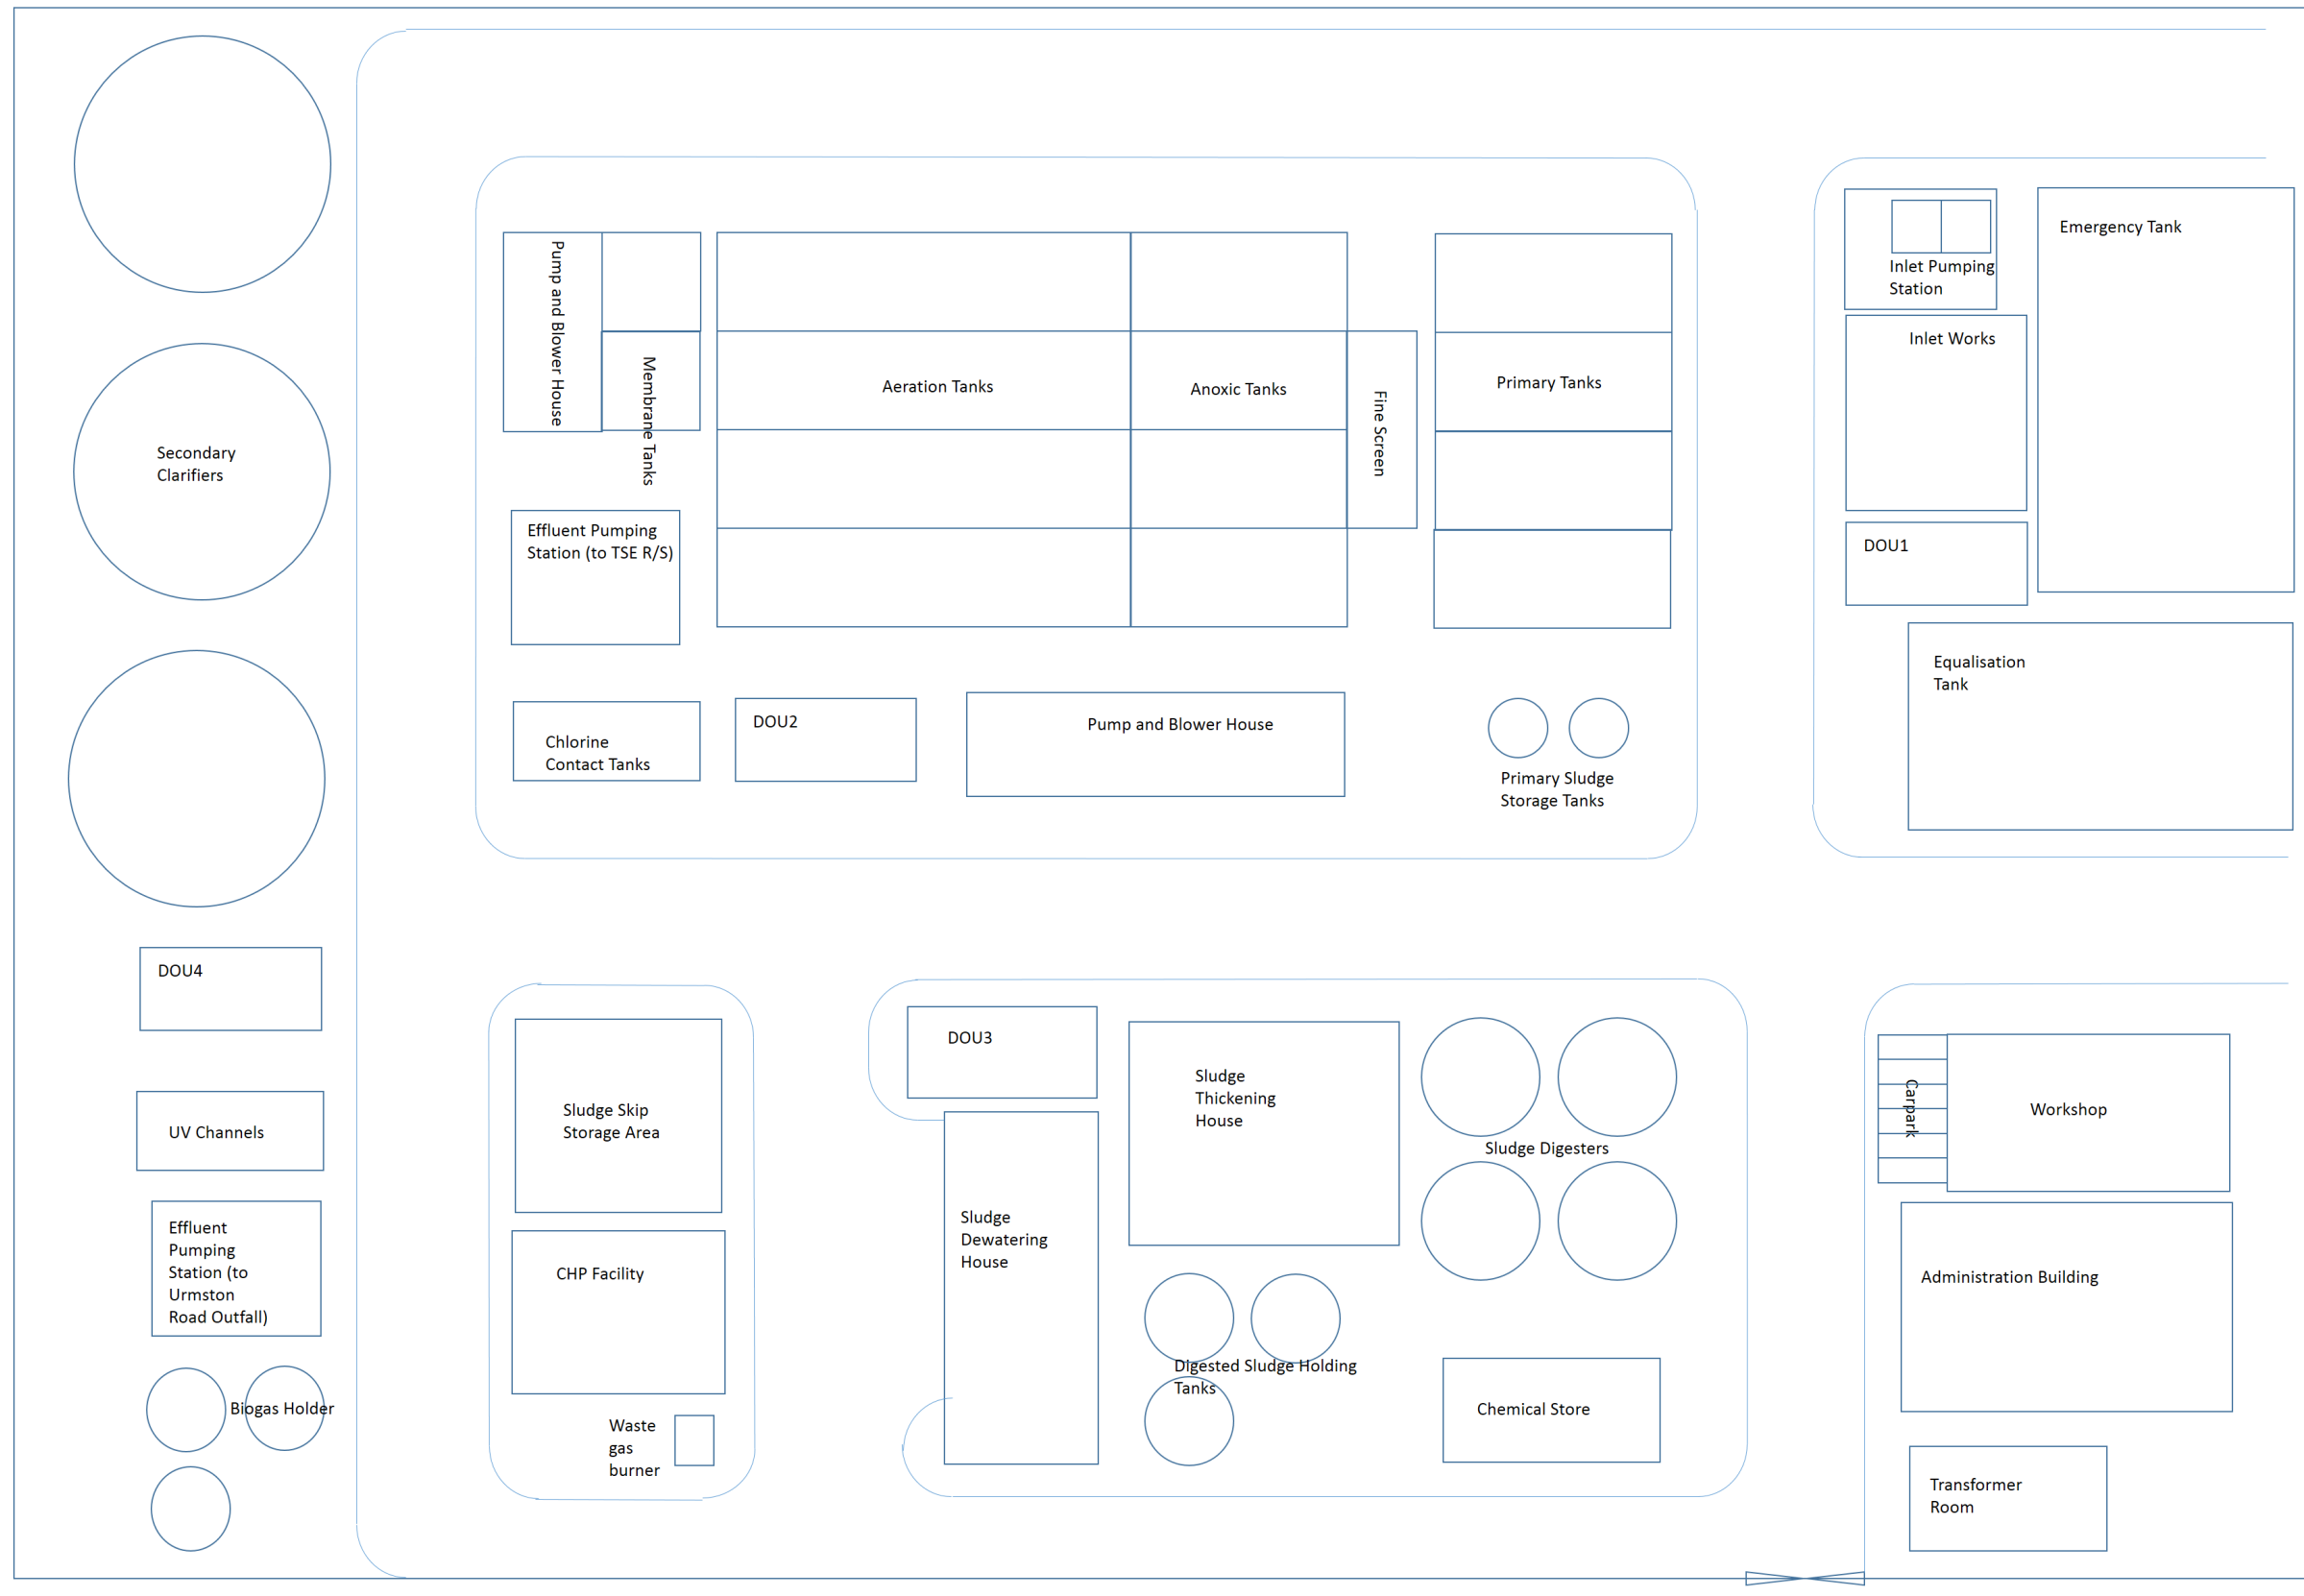 Emergency Tank
Inlet Pumping
Station
Inlet Works
Pump and Blower House
Membrane Tanks
Aeration Tanks
Anoxic Tanks
Fine Screen
Primary Tanks
Secondary
Clarifiers
Effluent Pumping
Station (to TSE R/S)
DOU1
Equalisation
Tank
Chlorine
Contact Tanks
DOU2
Pump and Blower House
Primary Sludge
Storage Tanks
DOU4
DOU3
Sludge
Thickening
House
Sludge Skip
Storage Area
UV Channels
Sludge Digesters
Carpark
Workshop
Effluent
Pumping
Station (to
Urmston
Road Outfall)
CHP Facility
Sludge
Dewatering
House
Administration Building
Digested Sludge Holding
Tanks
Biogas Holder
Waste
gas
burner
Chemical Store
Transformer
Room